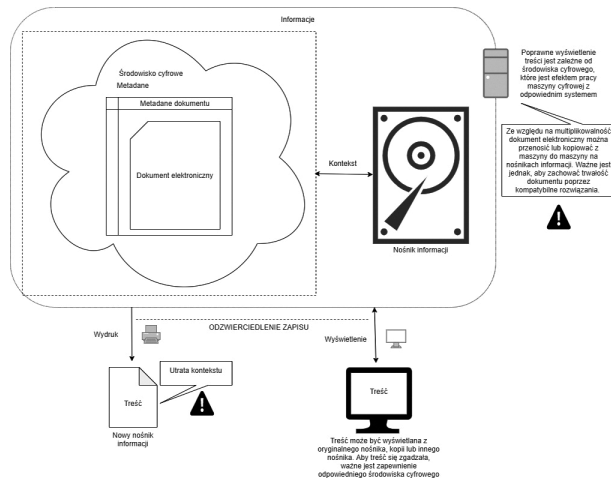 Informacje
Środowisko cyfrowe
Metadane
Metadane dokumentu
Dokument elektroniczny
Kontekst
Nośnik informacji
Poprawne wyświetlenie
treści jest zależne od
środowiska cyfrowego,
które jest efektem pracy
maszyny cyfrowej z
odpowiednim systemem
Ze względu na multiplikowalność
dokument elektroniczny można
przenosić lub kopiować z
maszyny do maszyny na
nośnikach informacji. Ważne jest
jednak, aby zachować trwałość
dokumentu poprzez
kompatybilne rozwiązania.
ODZWIERCIEDLENIE ZAPISU
Wydruk
Wyświetlenie
Utrata kontekstu
Treść
Nowy nośnik
informacji
Treść
Treść może być wyświetlana z
oryginalnego nośnika, kopii lub innego
nośnika. Aby treść się zgadzała,
ważne jest zapewnienie
odpowiedniego środowiska cyfrowego